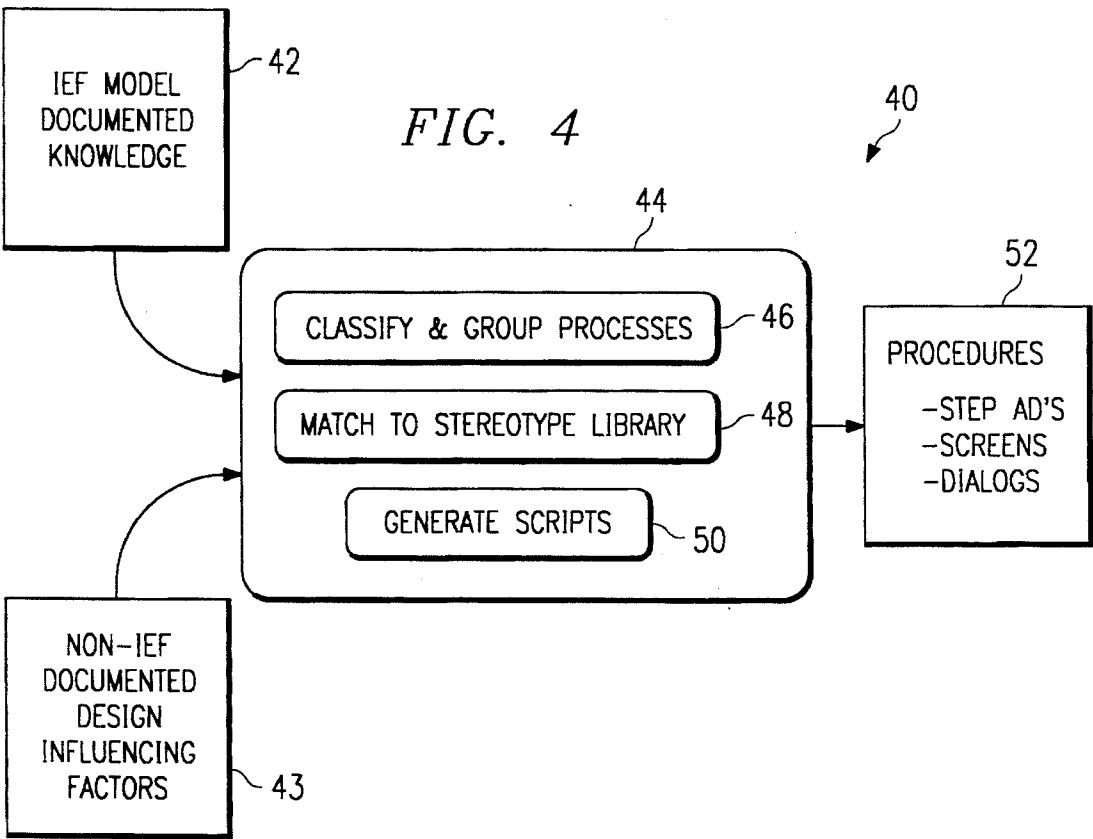 IEF MODEL
DOCUMENTED
KNOWLEDGE
42
FIG. 4
40
44
CLASSIFY & GROUP PROCESSES
46
MATCH TO STEREOTYPE LIBRARY
48
GENERATE SCRIPTS
50
52
PROCEDURES
-STEP AD'S
-SCREENS
-DIALOGS
NON-IEF
DOCUMENTED
DESIGN
INFLUENCING
FACTORS
43